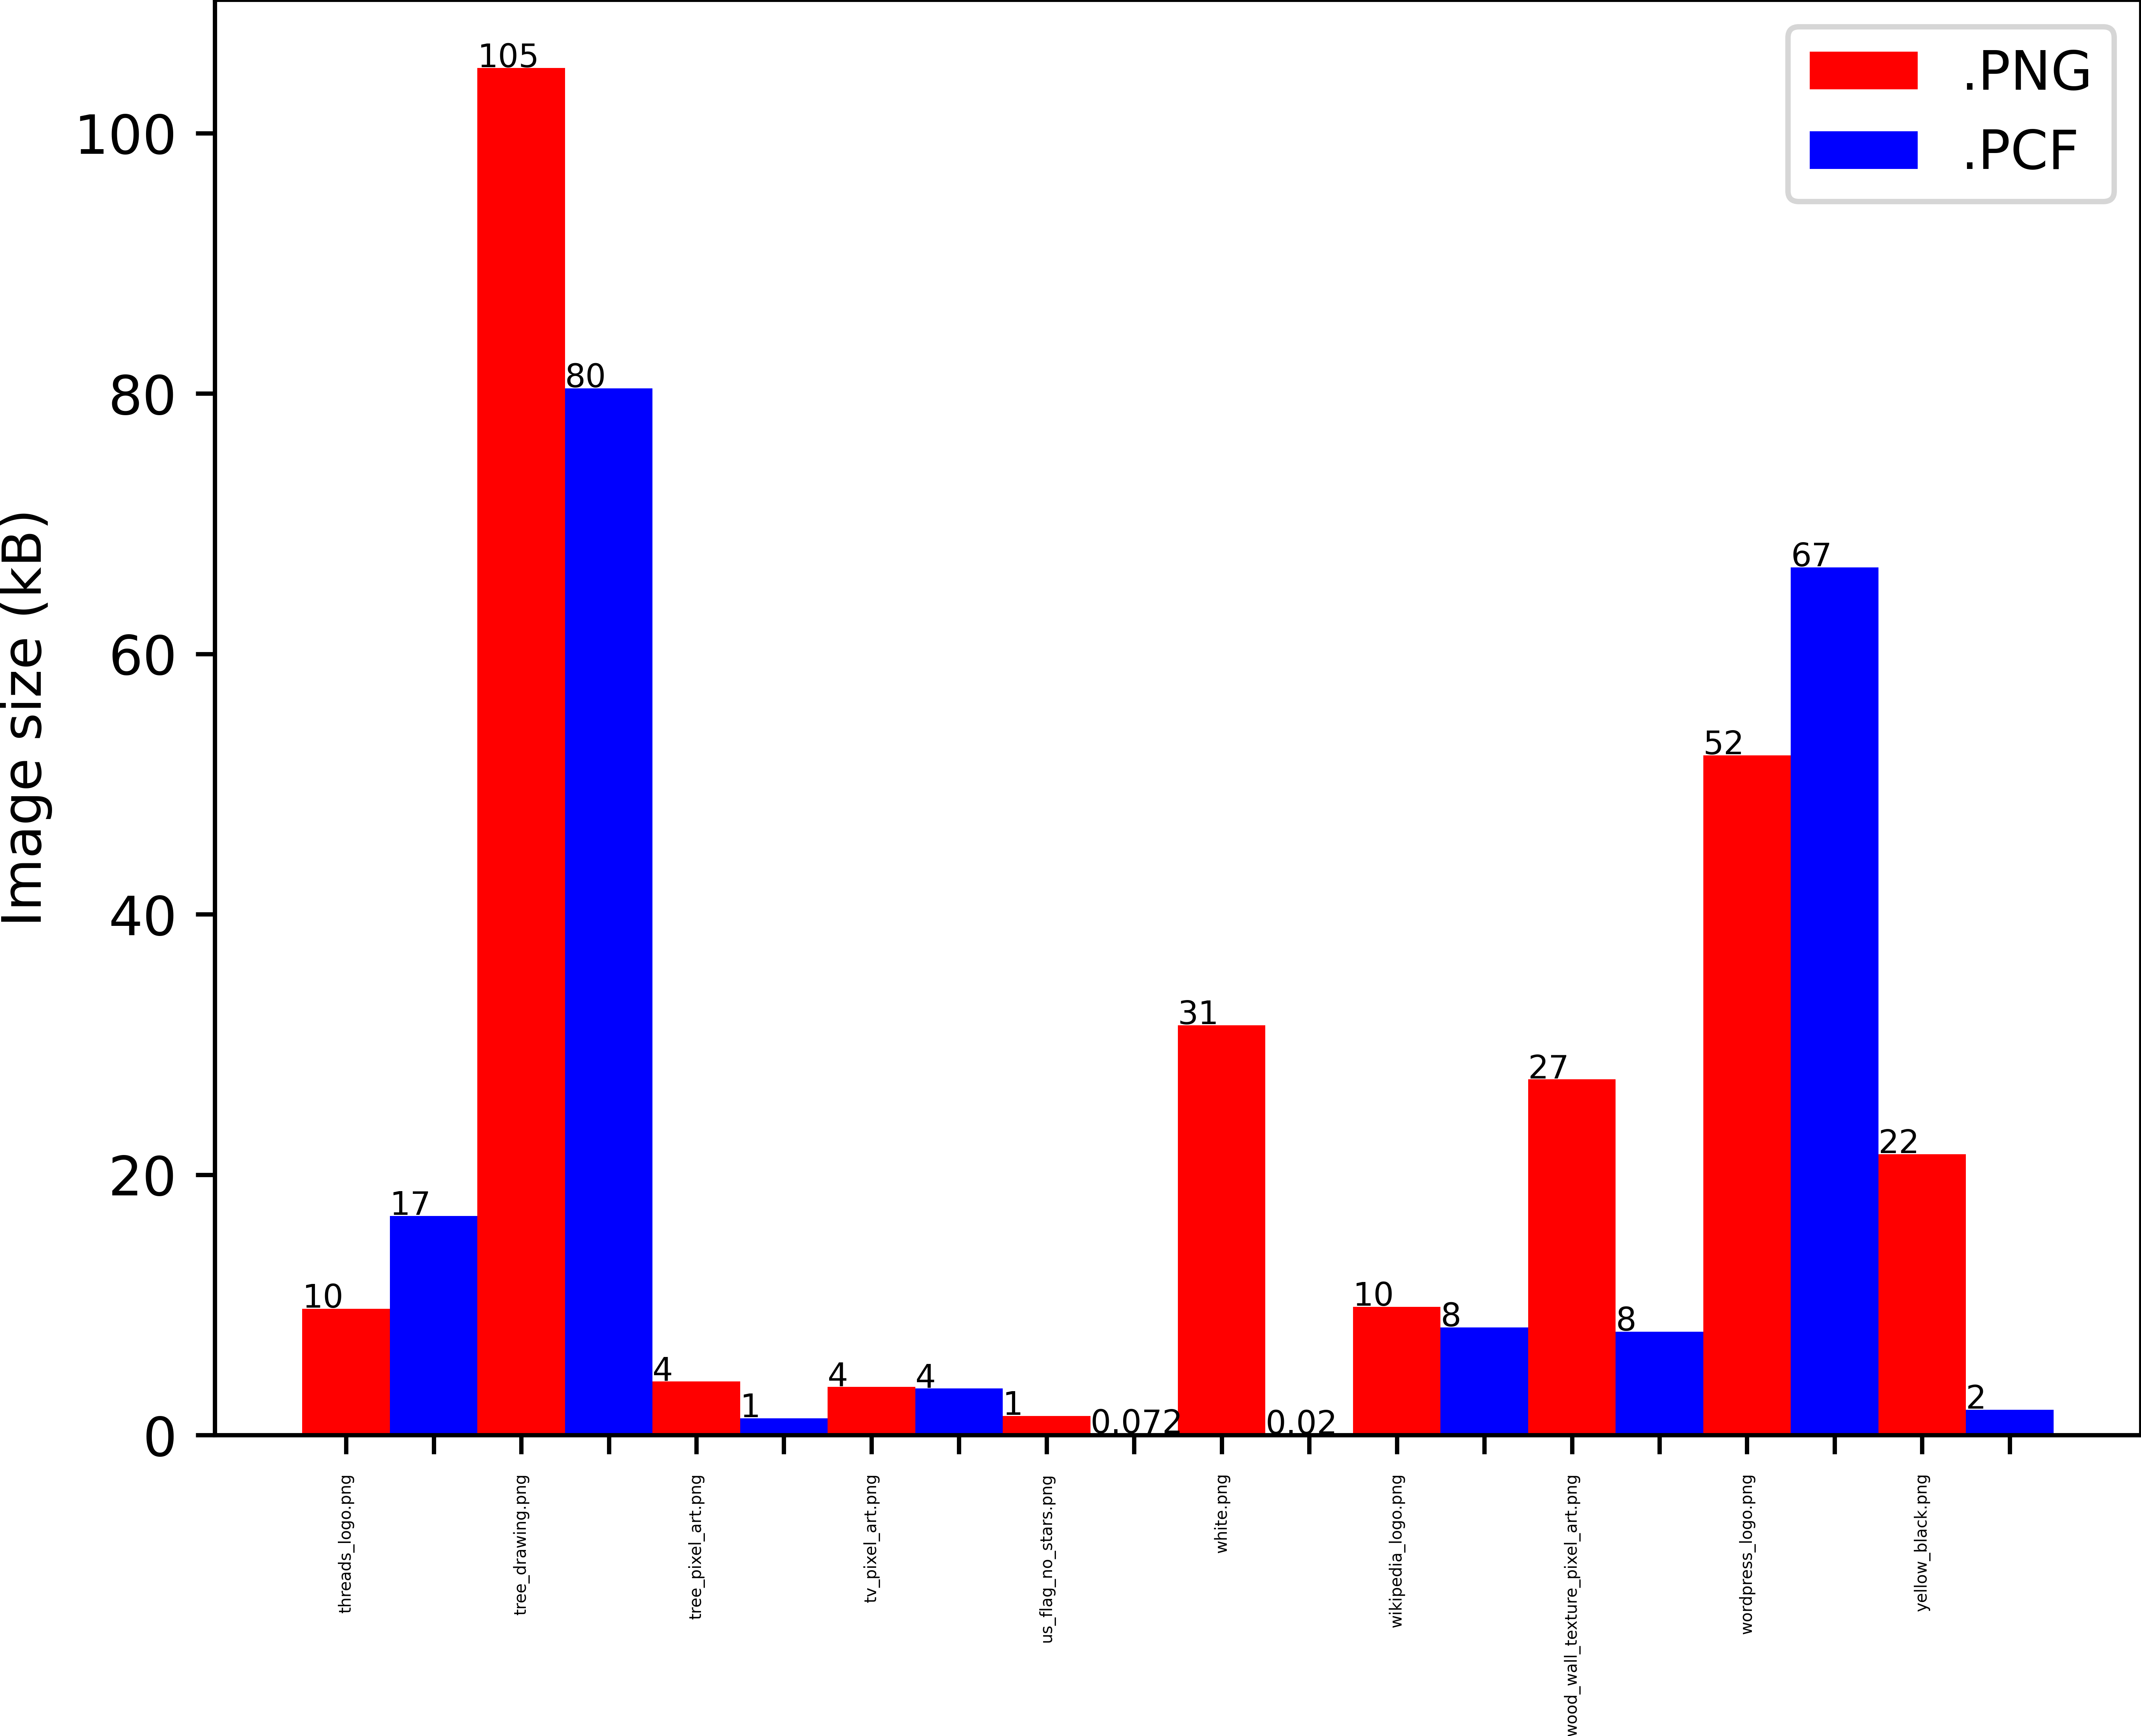 105
.PNG
100
.PCF
80
80
67
60
Image size (kB)
52
40
31
27
22
20
17
10
10
8
8
4
4
4
2
1
1
0.072
0.02
0
threads_logo.png
tree_drawing.png
tree_pixel_art.png
tv_pixel_art.png
us_flag_no_stars.png
white.png
wikipedia_logo.png
wood_wall_texture_pixel_art.png
wordpress_logo.png
yellow_black.png